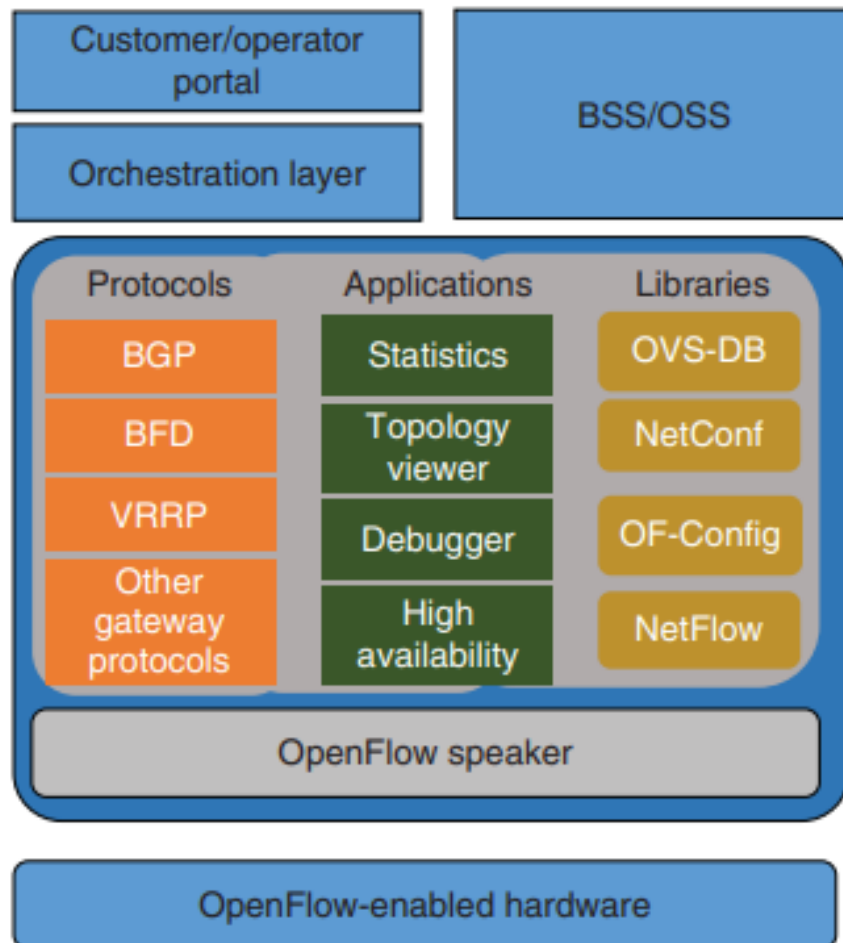 Customer/operator
portal
BSS/OSS
Orchestration layer
Protocols
Applications
Libraries
BGP
Statistics
OVS-DB
BFD
Topology
viewer
NetConf
VRRP
Debugger
OF-Config
Other
gateway
protocols
High
availability
NetFlow
OpenFlow speaker
OpenFlow-enabled hardware